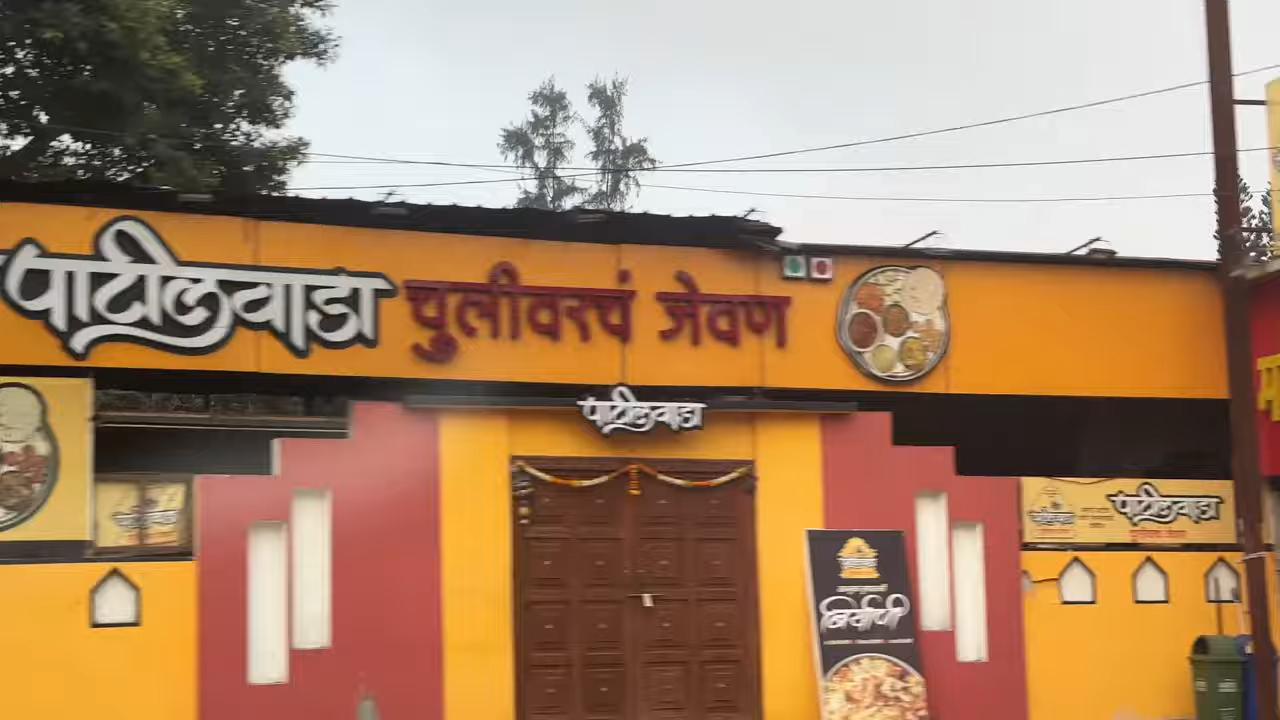 पाटीलवाडा चुलीवरचं जेवण
पाटीलवाडा
पाटीलवाडा
बिर्याणी